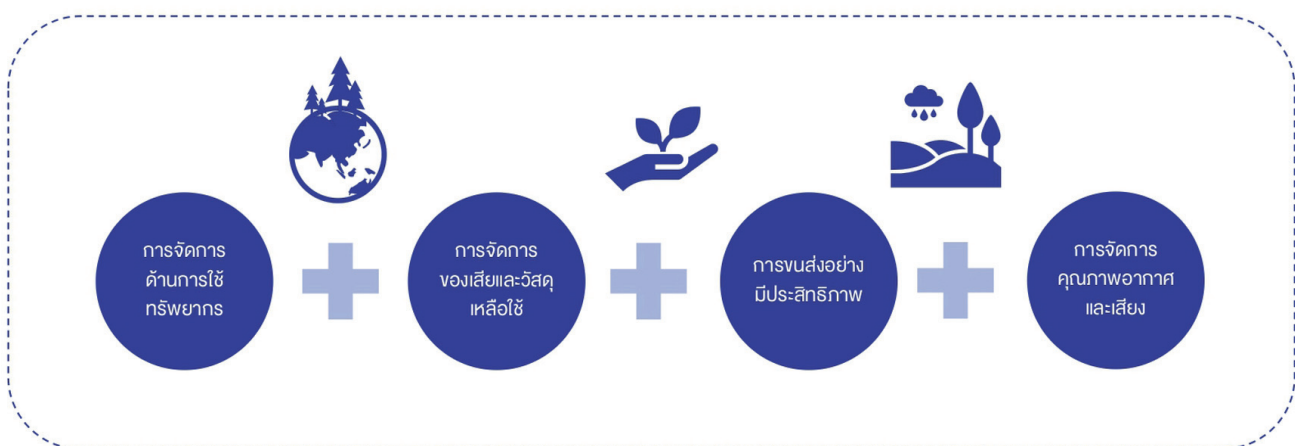 การจัดการ
ด้านการใช้
ทรัพยากร
การจัดการ
ของเสียและวัสดุ
เหลือใช้
การขนส่งอย่าง
มีประสิทธิภาพ
การจัดการ
คุณภาพอากาศ
และเสียง